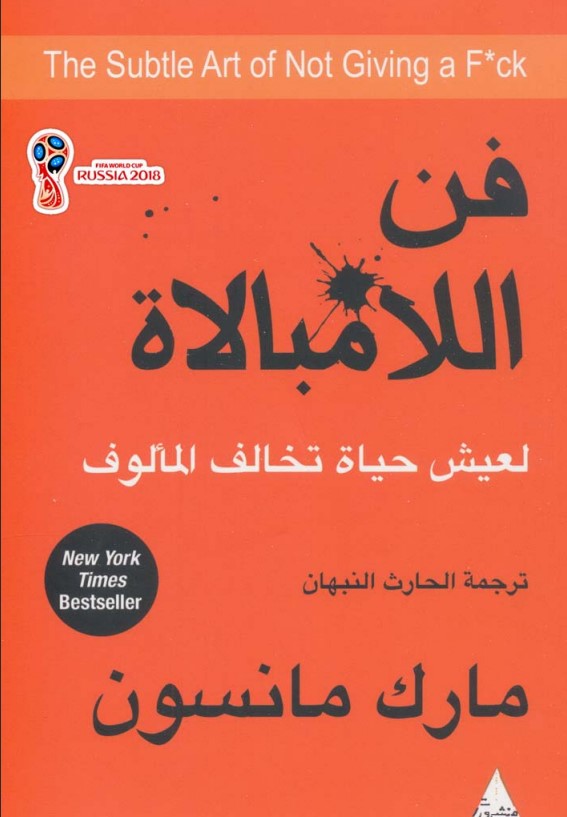 The Subtle Art of Not Giving a F*ck
FIFA WORLD CUP
RUSSIA 2018
فن
اللامبالاة
لعيش حياة تخالف المألوف
New York
Times
Bestseller
ترجمة الحارث النبهان
مارك مانسون